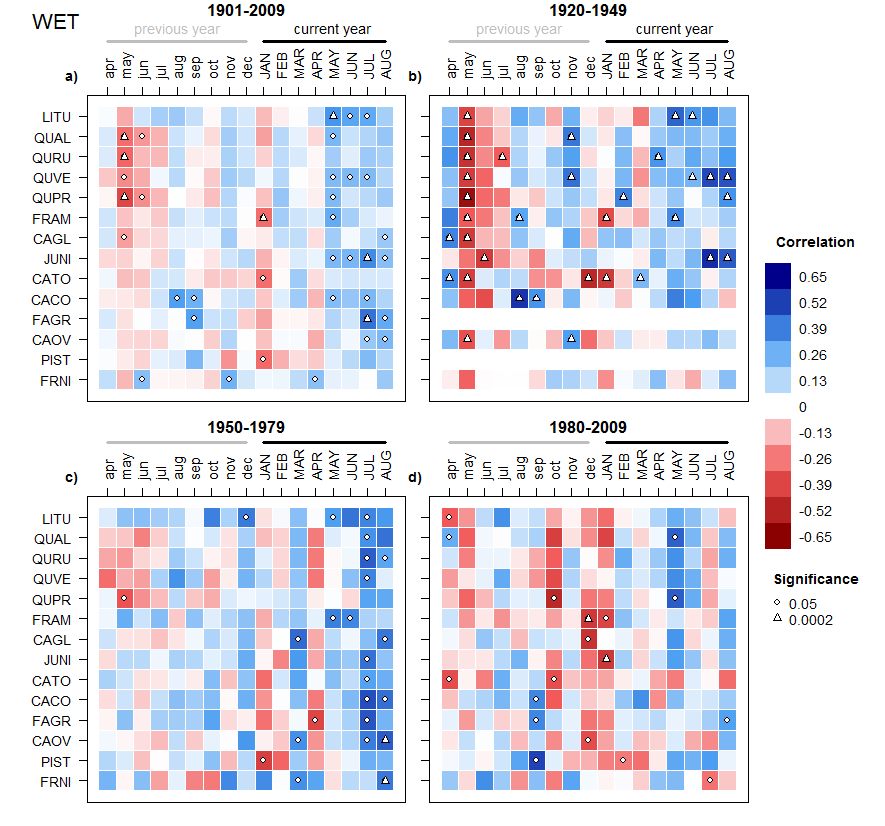 WET
1901-2009
previous year current year
apr may jun jul aug sep oct nov dec JAN FEB MAR APR MAY JUN JUL AUG
a)
LITU
QUAL
QURU
QUVE
QUPR
FRAM
CAGL
JUNI
CATO
CACO
FAGR
CAOV
PIST
FRNI
1920-1949
previous year current year
apr may jun jul aug sep oct nov dec JAN FEB MAR APR MAY JUN JUL AUG
b)
1950-1979
apr may jun jul aug sep oct nov dec JAN FEB MAR APR MAY JUN JUL AUG
c)
LITU
QUAL
QURU
QUVE
QUPR
FRAM
CAGL
JUNI
CATO
CACO
FAGR
CAOV
PIST
FRNI
1980-2009
apr may jun jul aug sep oct nov dec JAN FEB MAR APR MAY JUN JUL AUG
d)
Correlation
0.65
0.52
0.39
0.26
0.13
0
-0.13
-0.26
-0.39
-0.52
-0.65
Significance
0.05
0.0002